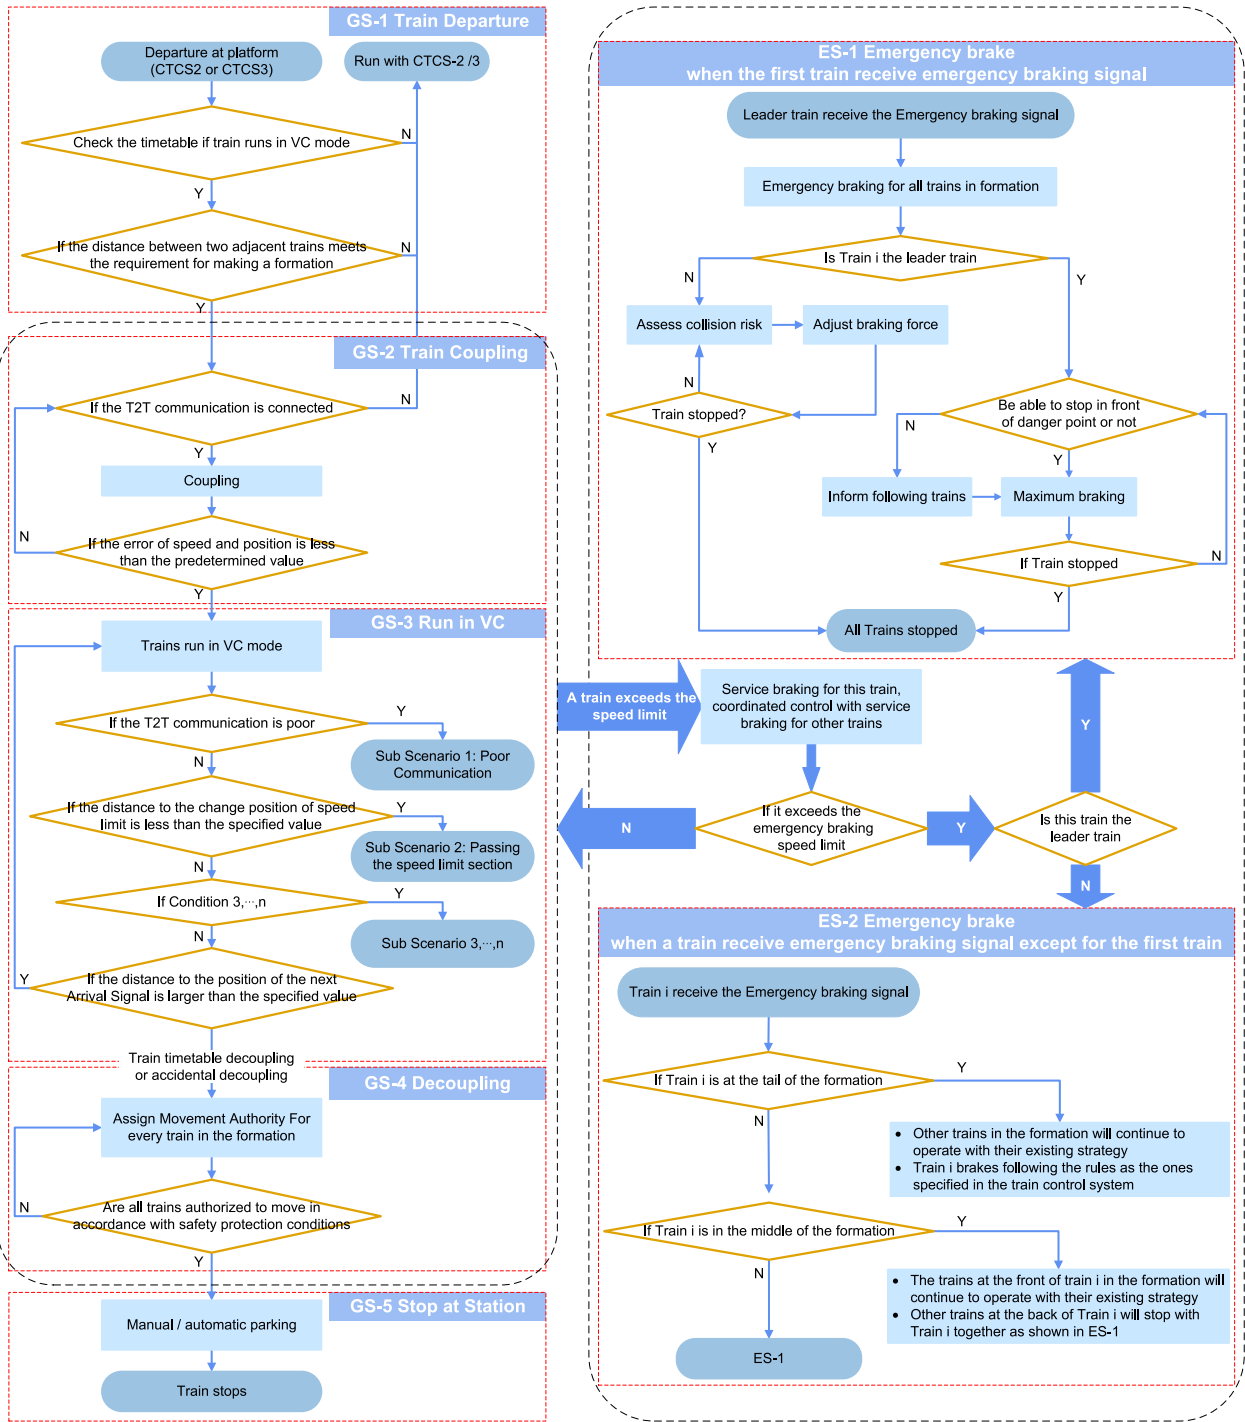 GS-1 Train Departure
Departure at platform
(CTCS2 or CTCS3)
Run with CTCS-2 /3
Check the timetable if train runs in VC mode
N
Y
If the distance between two adjacent trains meets
the requirement for making a formation
N
Y
GS-2 Train Coupling
If the T2T communication is connected
N
Y
Coupling
N
If the error of speed and position is less
than the predetermined value
Y
GS-3 Run in VC
Trains run in VC mode
If the T2T communication is poor
Y
Sub Scenario 1: Poor
Communication
N
If the distance to the change position of speed
limit is less than the specified value
Y
Sub Scenario 2: Passing
the speed limit section
N
If Condition 3,···,n
Y
Sub Scenario 3,···,n
N
Y
If the distance to the position of the next
Arrival Signal is larger than the specified value
Train timetable decoupling
or accidental decoupling
GS-4 Decoupling
Assign Movement Authority For
every train in the formation
N
Are all trains authorized to move in
accordance with safety protection conditions
Y
GS-5 Stop at Station
Manual / automatic parking
Train stops
ES-1 Emergency brake
when the first train receive emergency braking signal
Leader train receive the Emergency braking signal
Emergency braking for all trains in formation
Is Train i the leader train
N
Y
Assess collision risk
Adjust braking force
N
Train stopped?
Y
Be able to stop in front
of danger point or not
N
Y
Inform following trains
Maximum braking
If Train stopped
N
Y
All Trains stopped
A train exceeds the
speed limit
Service braking for this train,
coordinated control with service
braking for other trains
Y
N
If it exceeds the
emergency braking
speed limit
Y
Is this train the
leader train
N
ES-2 Emergency brake
when a train receive emergency braking signal except for the first train
Train i receive the Emergency braking signal
If Train i is at the tail of the formation
Y
N
• Other trains in the formation will continue to
operate with their existing strategy
• Train i brakes following the rules as the ones
specified in the train control system
If Train i is in the middle of the formation
Y
N
• The trains at the front of train i in the formation will
continue to operate with their existing strategy
• Other trains at the back of Train i will stop with
Train i together as shown in ES-1
ES-1